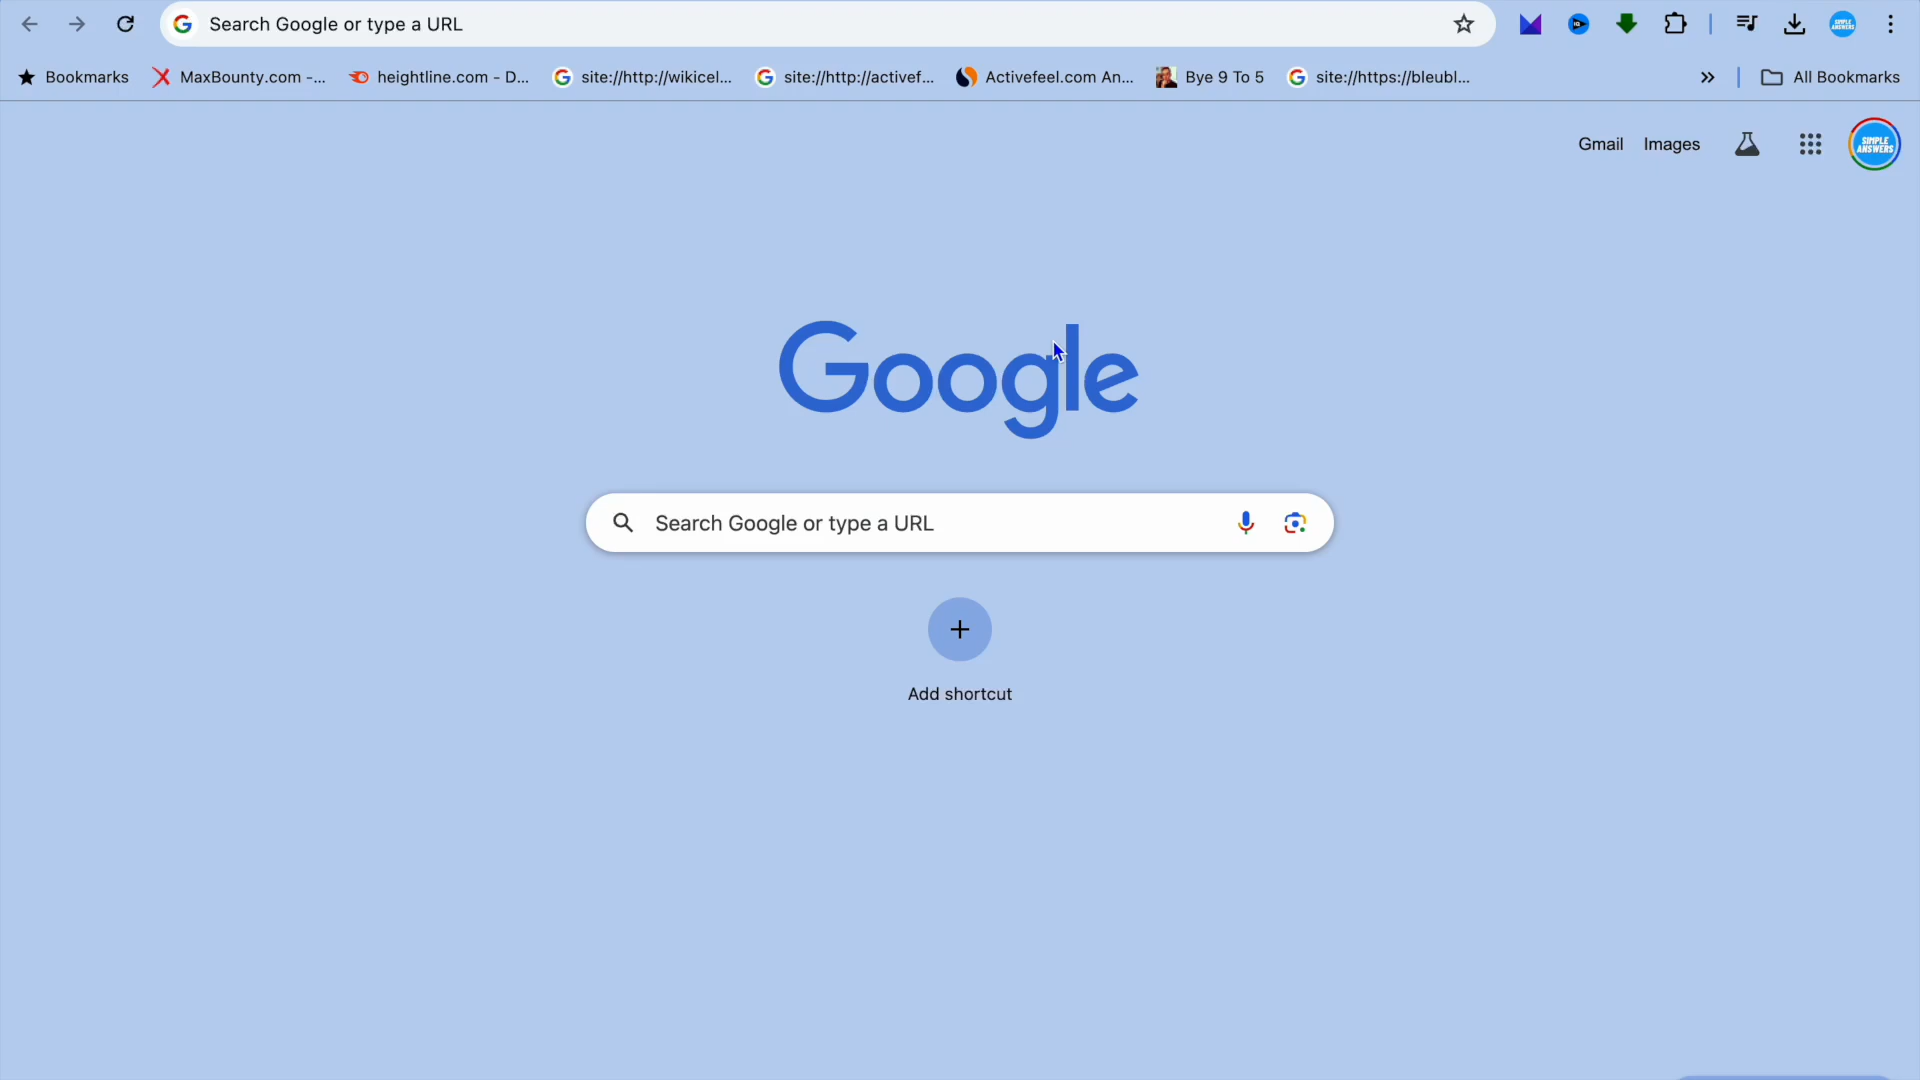 Search Google or type a URL
Bookmarks MaxBounty.com -... heightline.com - D... site://http://wikicel... site://http://activef... Activefeel.com An... Bye 9 To 5 site://https://bleubl... All Bookmarks
Gmail Images SIMPLE ANSWERS
Google
Search Google or type a URL
Add shortcut